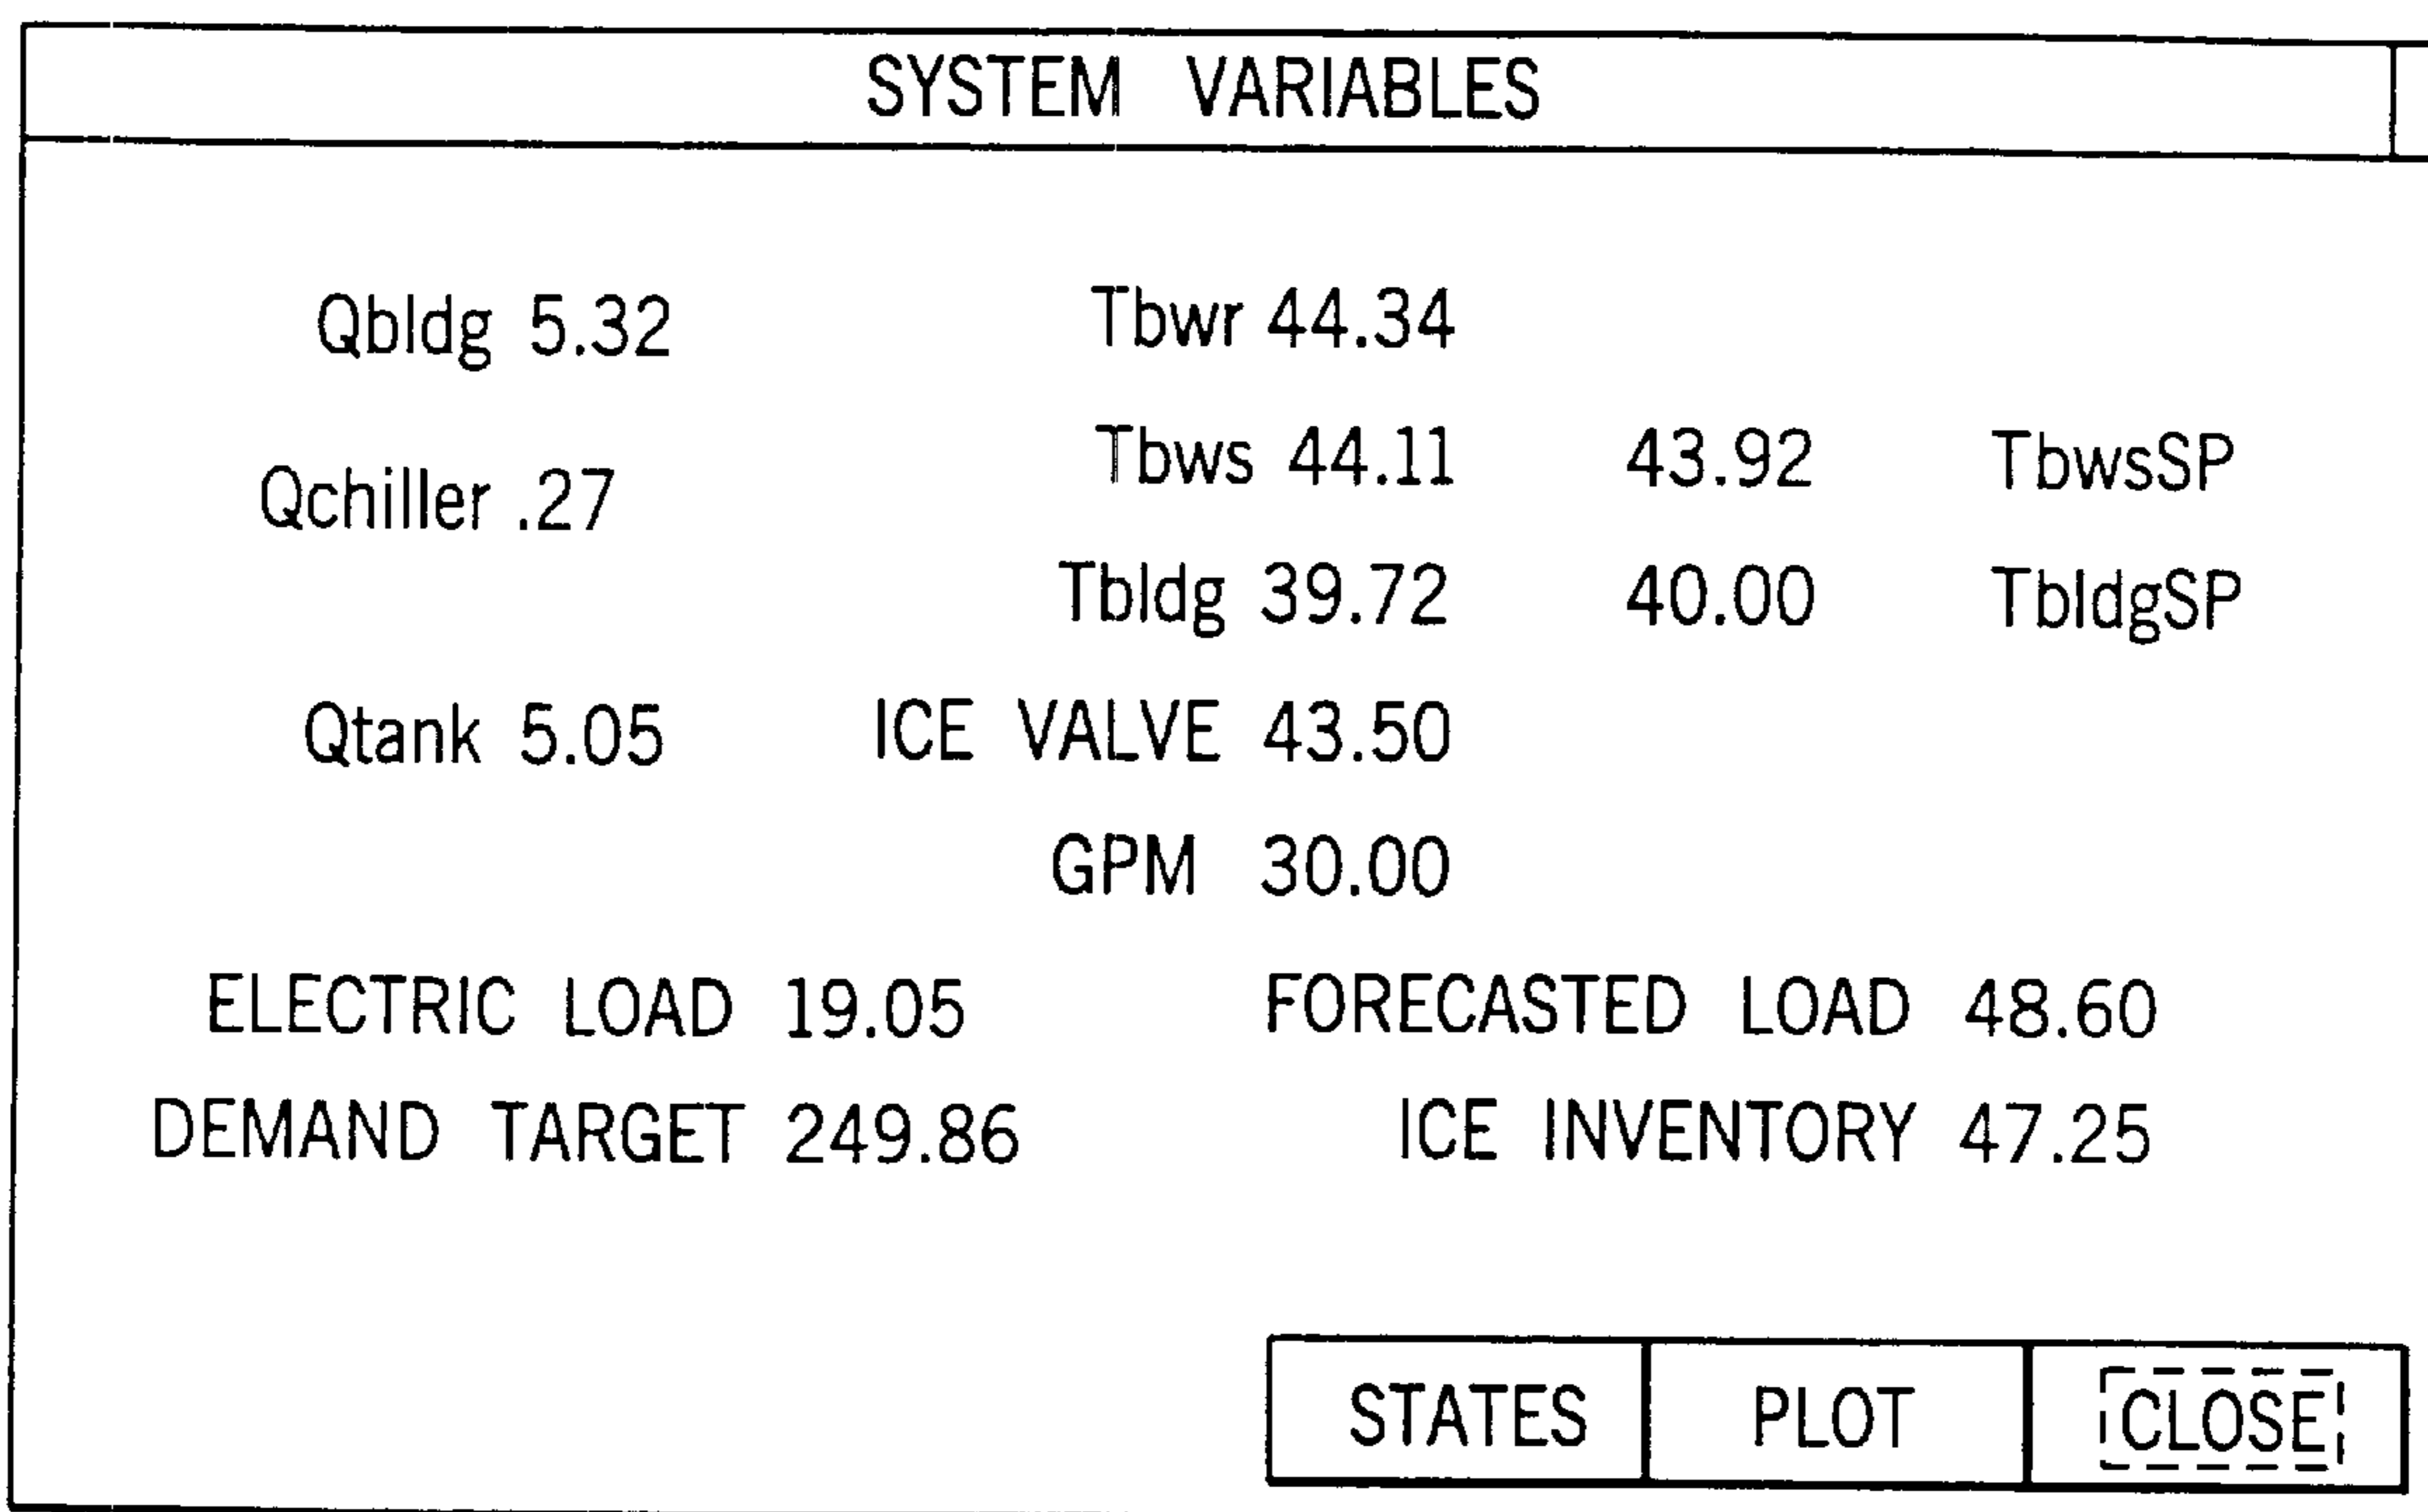 SYSTEM VARIABLES
Qbldg 5.32 Tbwr 44.34
Tbws 44.11 43.92 TbwsSP
Qchiller .27
Tbldg 39.72 40.00 TbldgSP
Qtank 5.05 ICE VALVE 43.50
GPM 30.00
ELECTRIC LOAD 19.05 FORECASTED LOAD 48.60
DEMAND TARGET 249.86 ICE INVENTORY 47.25
STATES PLOT CLOSE